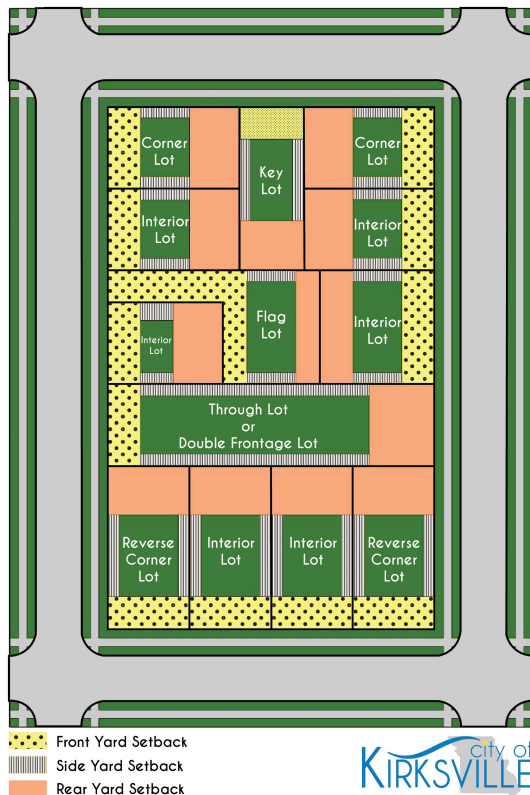 Corner
Lot
Key
Lot
Corner
Lot
Interior
Lot
Interior
Lot
Flag
Lot
Interior
Lot
Interior
Lot
Through Lot
or
Double Frontage Lot
Reverse
Corner
Lot
Interior
Lot
Interior
Lot
Reverse
Corner
Lot
Front Yard Setback
Side Yard Setback
Rear Yard Setback
city of
KIRKSVILLE